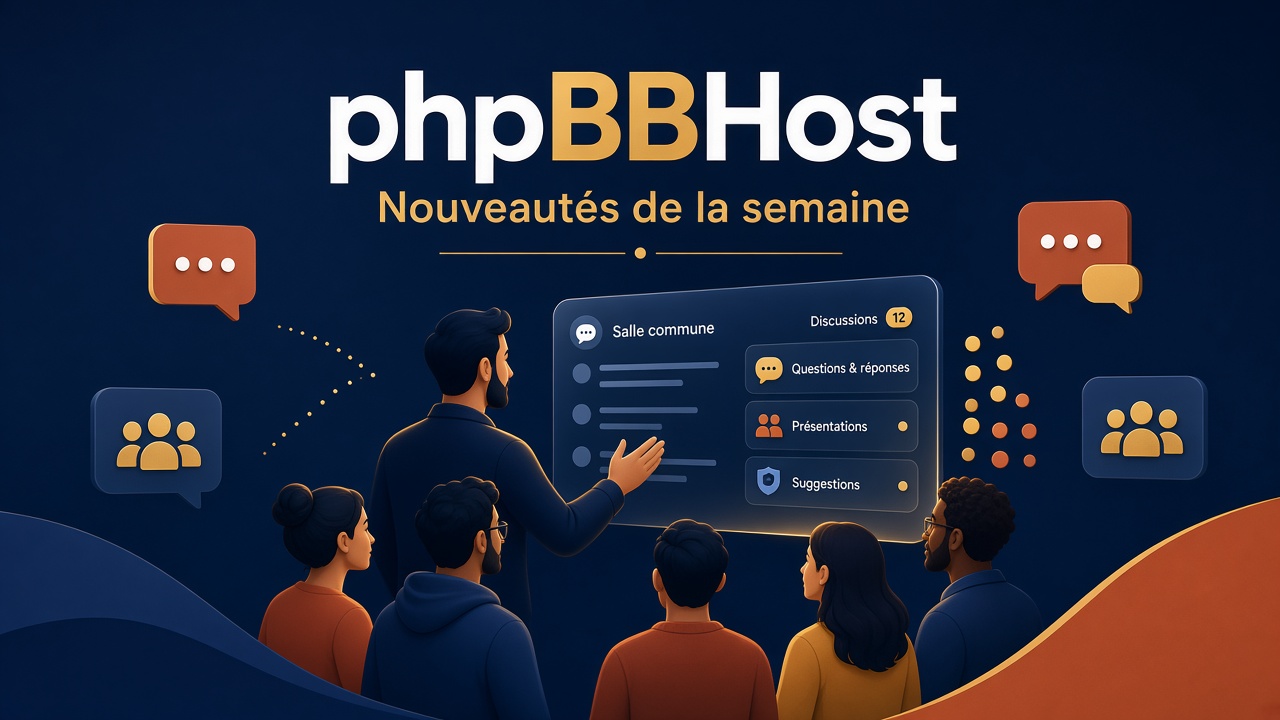 phpBBHost
Nouveautés de la semaine
Salle commune
Discussions 12
Questions & réponses
Présentations
Suggestions